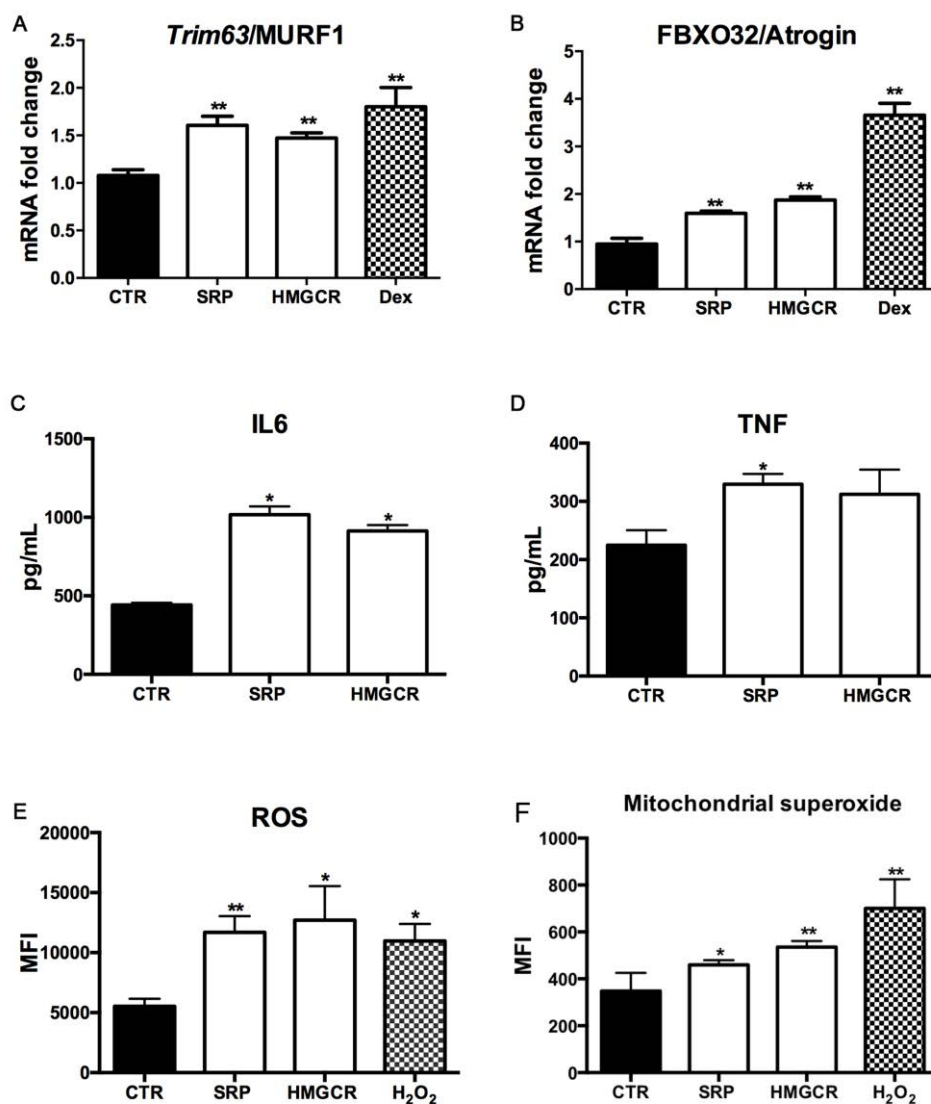 A
Trim63/MURF1
mRNA fold change
2.5
2.0
1.5
1.0
0.5
0.0
**
**
**
CTR
SRP
HMGCR
Dex
B
FBXO32/Atrogin
mRNA fold change
5
4
3
2
1
0
**
**
**
CTR
SRP
HMGCR
Dex
C
IL6
pg/mL
1500
1000
500
0
*
*
CTR
SRP
HMGCR
D
TNF
pg/mL
400
300
200
100
0
*
CTR
SRP
HMGCR
E
ROS
MFI
20000
15000
10000
5000
0
**
*
*
CTR
SRP
HMGCR
H₂O₂
F
Mitochondrial superoxide
MFI
1000
800
600
400
200
0
*
**
**
CTR
SRP
HMGCR
H₂O₂